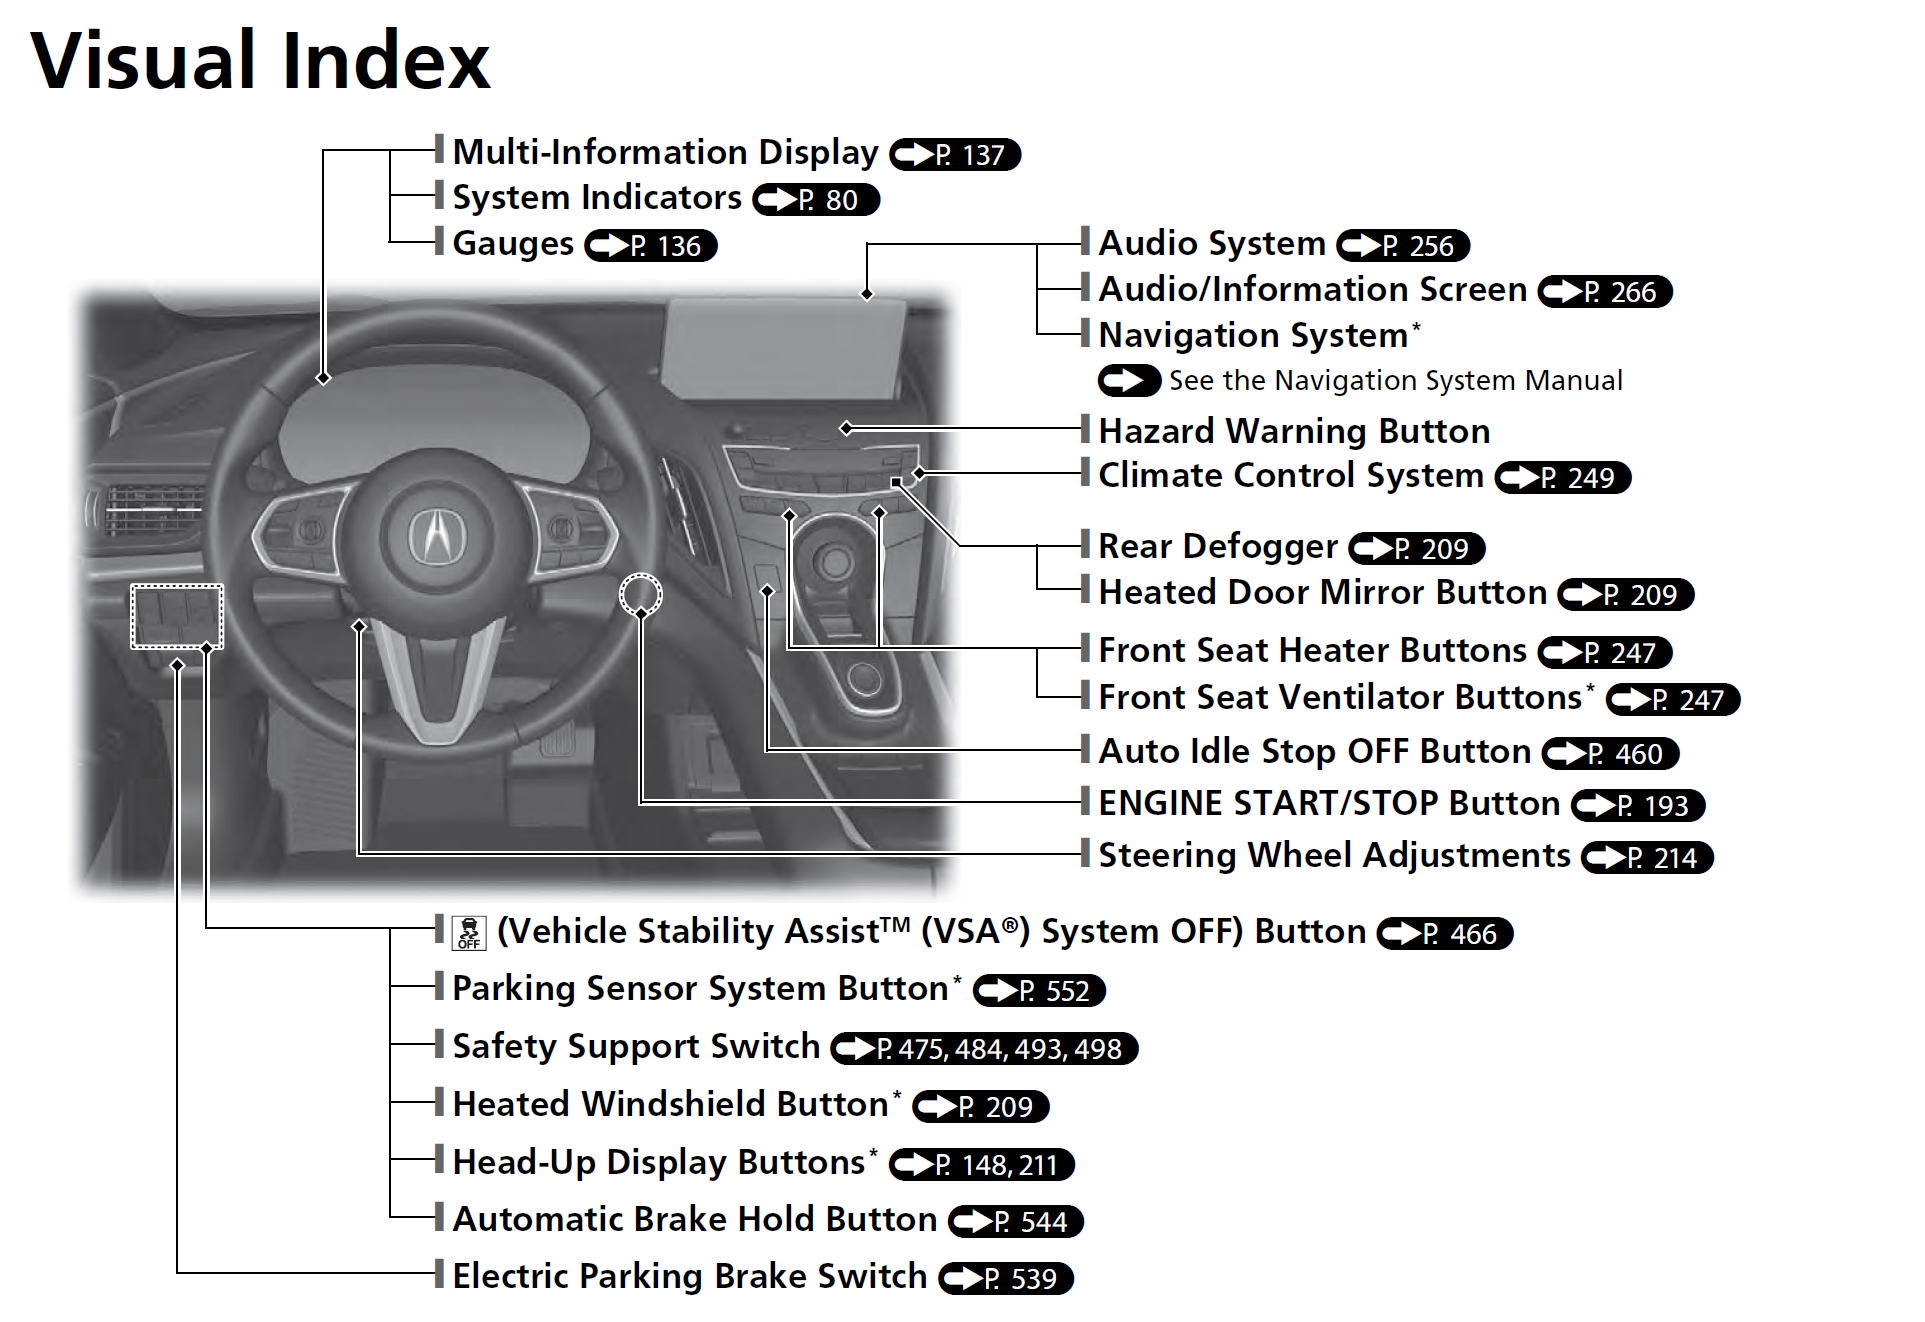 Visual Index
Multi-Information Display P. 137
System Indicators P. 80
Gauges P. 136
Audio System P. 256
Audio/Information Screen P. 266
Navigation System*
See the Navigation System Manual
Hazard Warning Button
Climate Control System P. 249
Rear Defogger P. 209
Heated Door Mirror Button P. 209
Front Seat Heater Buttons P. 247
Front Seat Ventilator Buttons* P. 247
Auto Idle Stop OFF Button P. 460
ENGINE START/STOP Button P. 193
Steering Wheel Adjustments P. 214
OFF (Vehicle Stability Assist™ (VSA®) System OFF) Button P. 466
Parking Sensor System Button* P. 552
Safety Support Switch P. 475, 484, 493, 498
Heated Windshield Button* P. 209
Head-Up Display Buttons* P. 148, 211
Automatic Brake Hold Button P. 544
Electric Parking Brake Switch P. 539